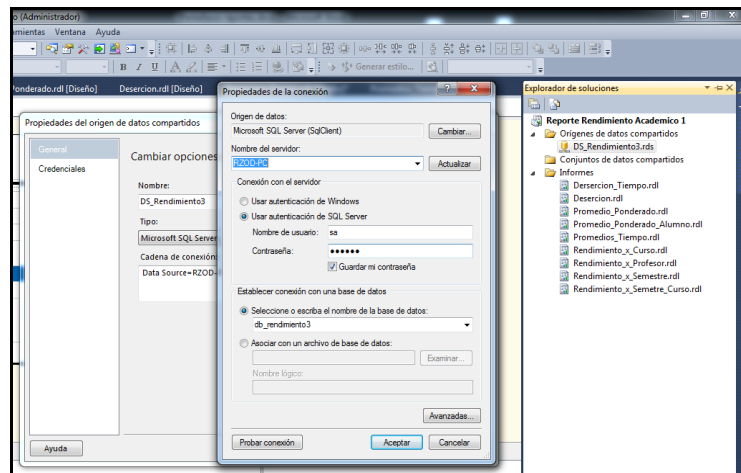 o (Administrador)
mientas Ventana Ayuda
Generar estilo...
Ponderado.rdl [Diseño] Desercion.rdl [Diseño]
Propiedades del origen de datos compartidos
General
Credenciales
Cambiar opciones
Nombre:
DS_Rendimiento3
Tipo:
Microsoft SQL Server
Cadena de conexión:
Data Source=RZOD-
Ayuda
Propiedades de la conexión
Origen de datos:
Microsoft SQL Server (SqlClient) Cambiar...
Nombre del servidor:
RZOD-PC Actualizar
Conexión con el servidor
Usar autenticación de Windows
Usar autenticación de SQL Server
Nombre de usuario: sa
Contraseña: ●●●●●●
Guardar mi contraseña
Establecer conexión con una base de datos
Seleccione o escriba el nombre de la base de datos:
db_rendimiento3
Asociar con un archivo de base de datos:
Examinar...
Nombre lógico:
Avanzadas...
Probar conexión Aceptar Cancelar
Explorador de soluciones
Reporte Rendimiento Academico 1
Orígenes de datos compartidos
DS_Rendimiento3.rds
Conjuntos de datos compartidos
Informes
Dersercion_Tiempo.rdl
Desercion.rdl
Promedio_Ponderado.rdl
Promedio_Ponderado_Alumno.rdl
Promedios_Tiempo.rdl
Rendimiento_x_Curso.rdl
Rendimiento_x_Profesor.rdl
Rendimiento_x_Semestre.rdl
Rendimiento_x_Semetre_Curso.rdl